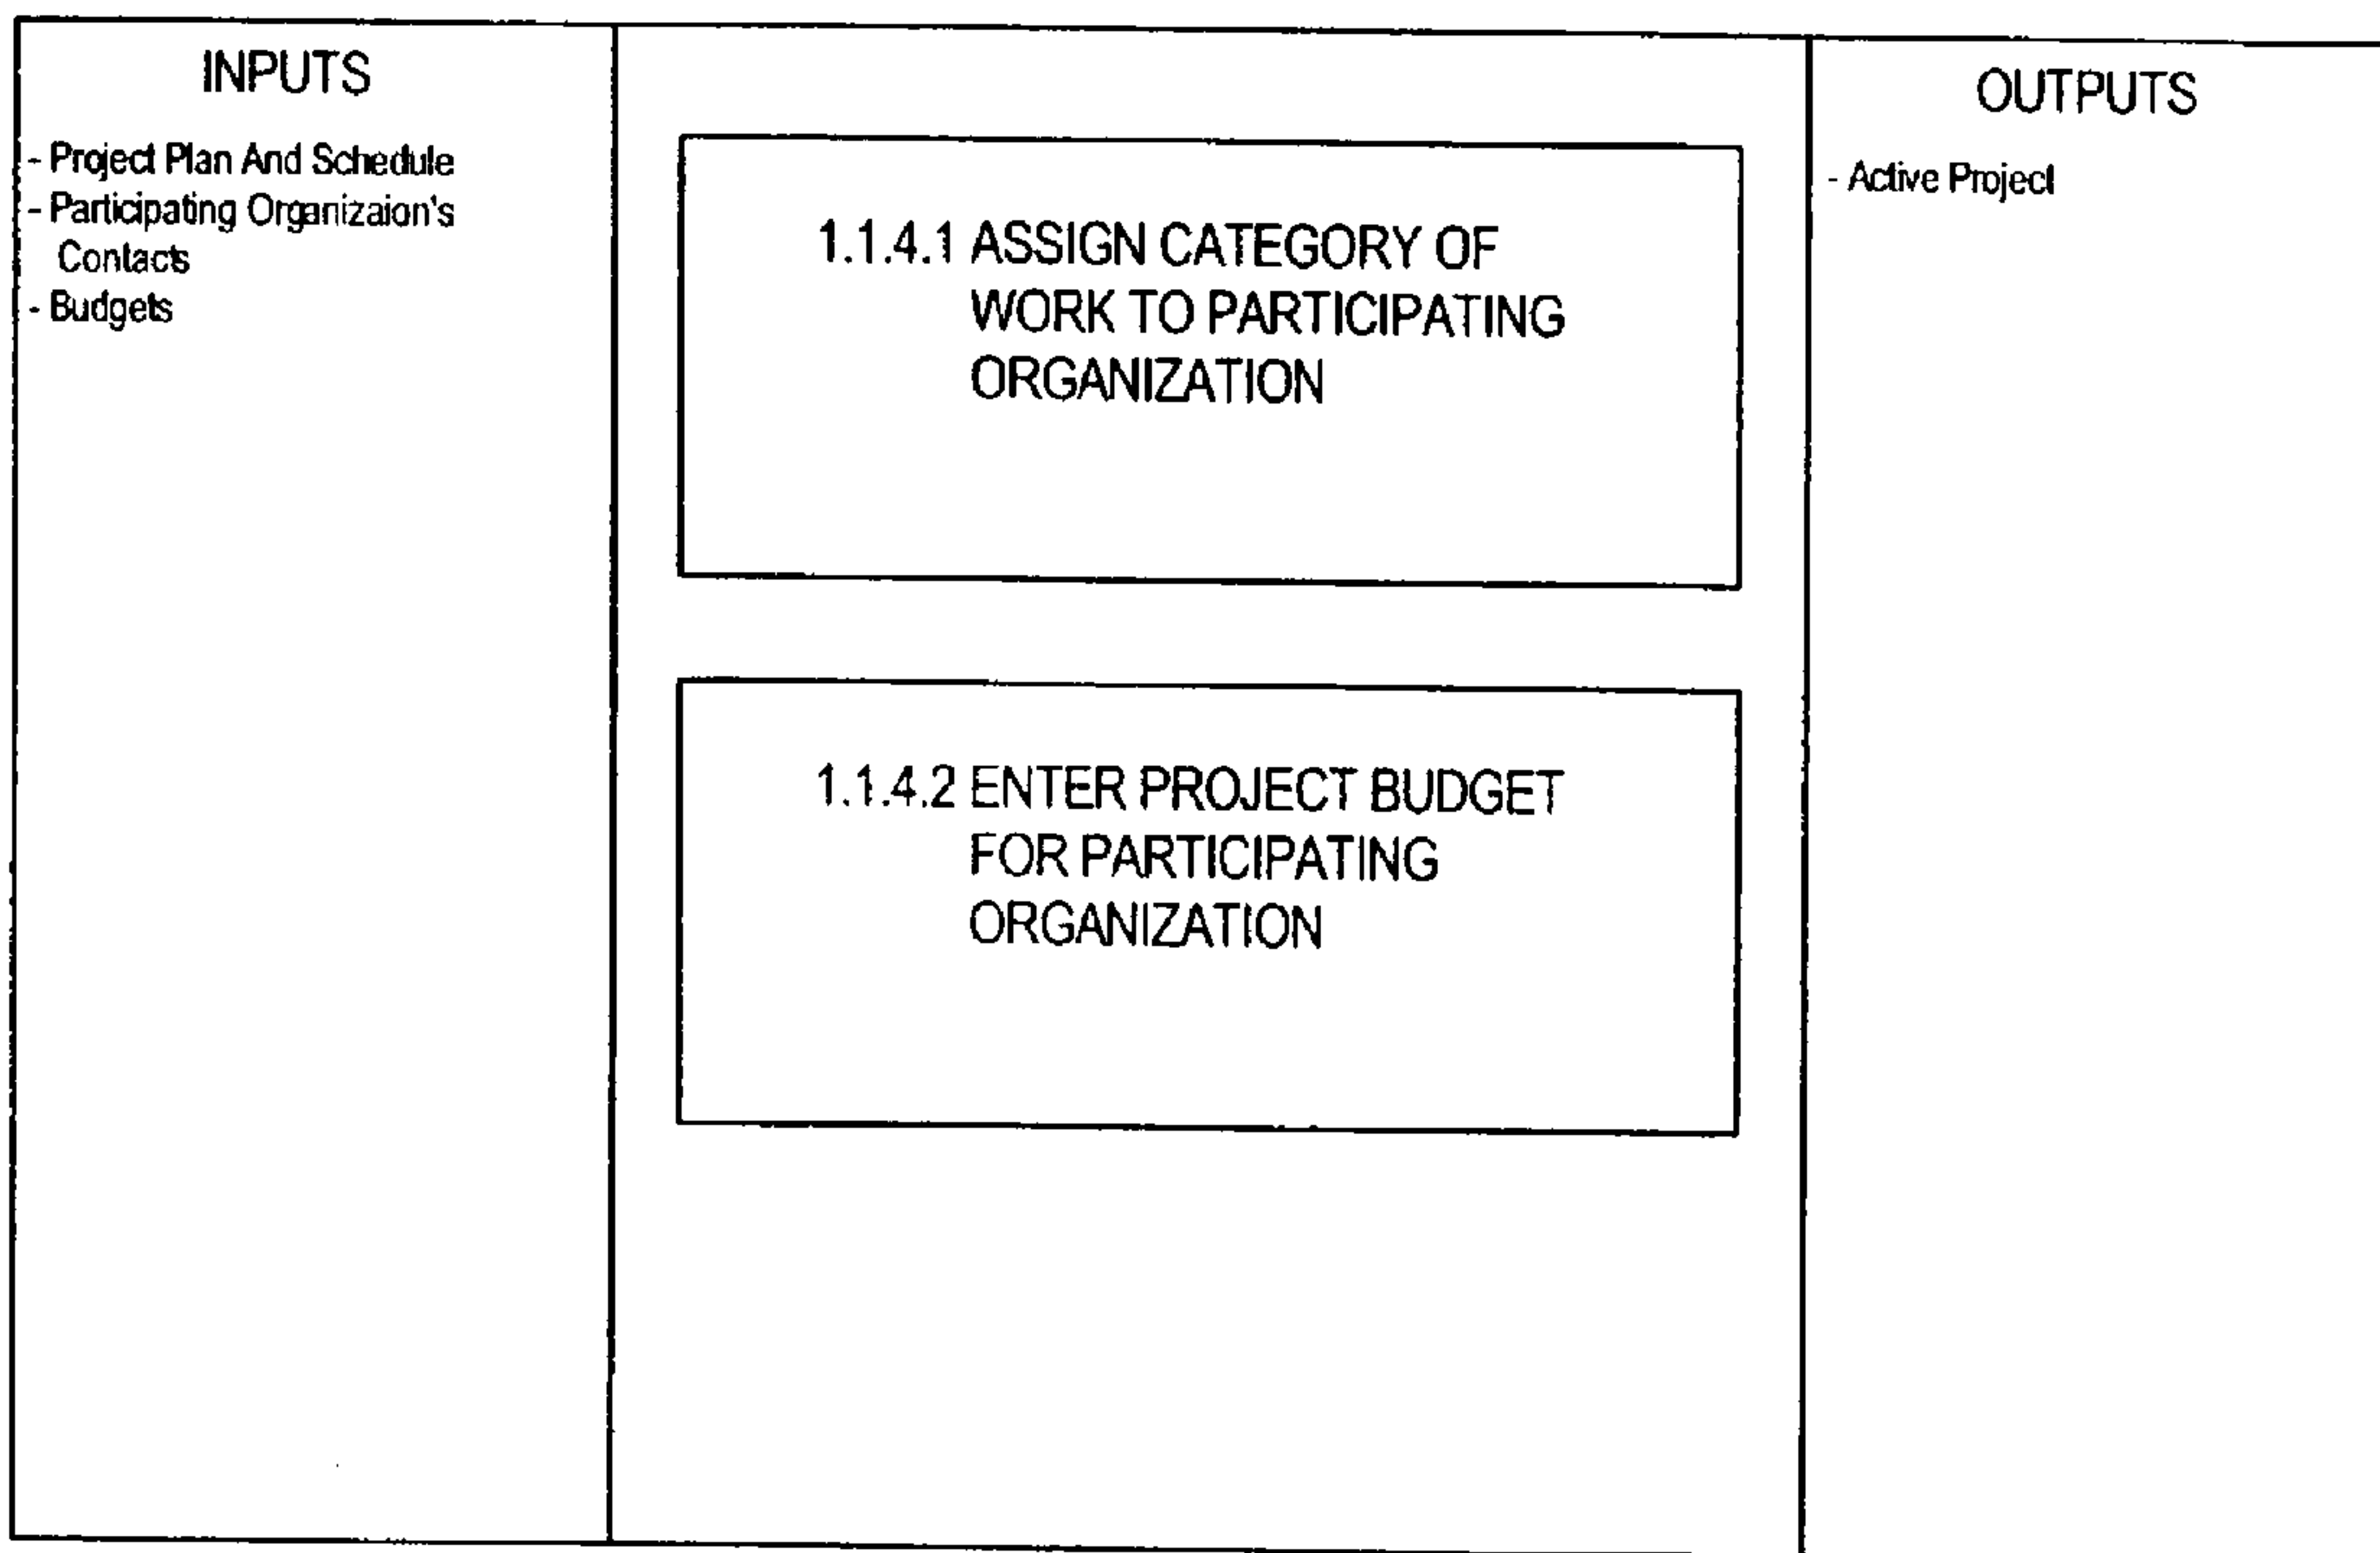 INPUTS
- Project Plan And Schedule
- Participating Organizaion's
Contacts
- Budgets
1.1.4.1 ASSIGN CATEGORY OF
WORK TO PARTICIPATING
ORGANIZATION
1.1.4.2 ENTER PROJECT BUDGET
FOR PARTICIPATING
ORGANIZATION
OUTPUTS
- Active Project